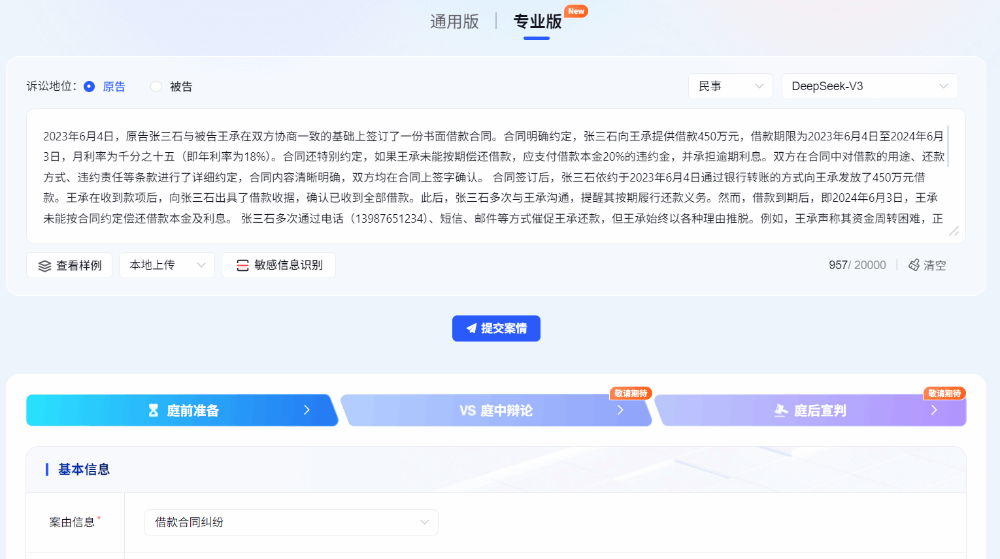 通用版
专业版
New
诉讼地位：
原告
被告
民事
DeepSeek-V3
2023年6月4日，原告张三石与被告王承在双方协商一致的基础上签订了一份书面借款合同。合同明确约定，张三石向王承提供借款450万元，借款期限为2023年6月4日至2024年6月
3日，月利率为千分之十五（即年利率为18%）。合同还特别约定，如果王承未能按期偿还借款，应支付借款本金20%的违约金，并承担逾期利息。双方在合同中对借款的用途、还款
方式、违约责任等条款进行了详细约定，合同内容清晰明确，双方均在合同上签字确认。 合同签订后，张三石依约于2023年6月4日通过银行转账的方式向王承发放了450万元借
款。王承在收到款项后，向张三石出具了借款收据，确认已收到全部借款。此后，张三石多次与王承沟通，提醒其按期履行还款义务。然而，借款到期后，即2024年6月3日，王承
未能按合同约定偿还借款本金及利息。 张三石多次通过电话（13987651234）、短信、邮件等方式催促王承还款，但王承始终以各种理由推脱。例如，王承声称其资金周转困难，正
查看样例
本地上传
敏感信息识别
957/ 20000
清空
提交案情
庭前准备
敬请期待
VS 庭中辩论
敬请期待
庭后宣判
基本信息
案由信息*
借款合同纠纷